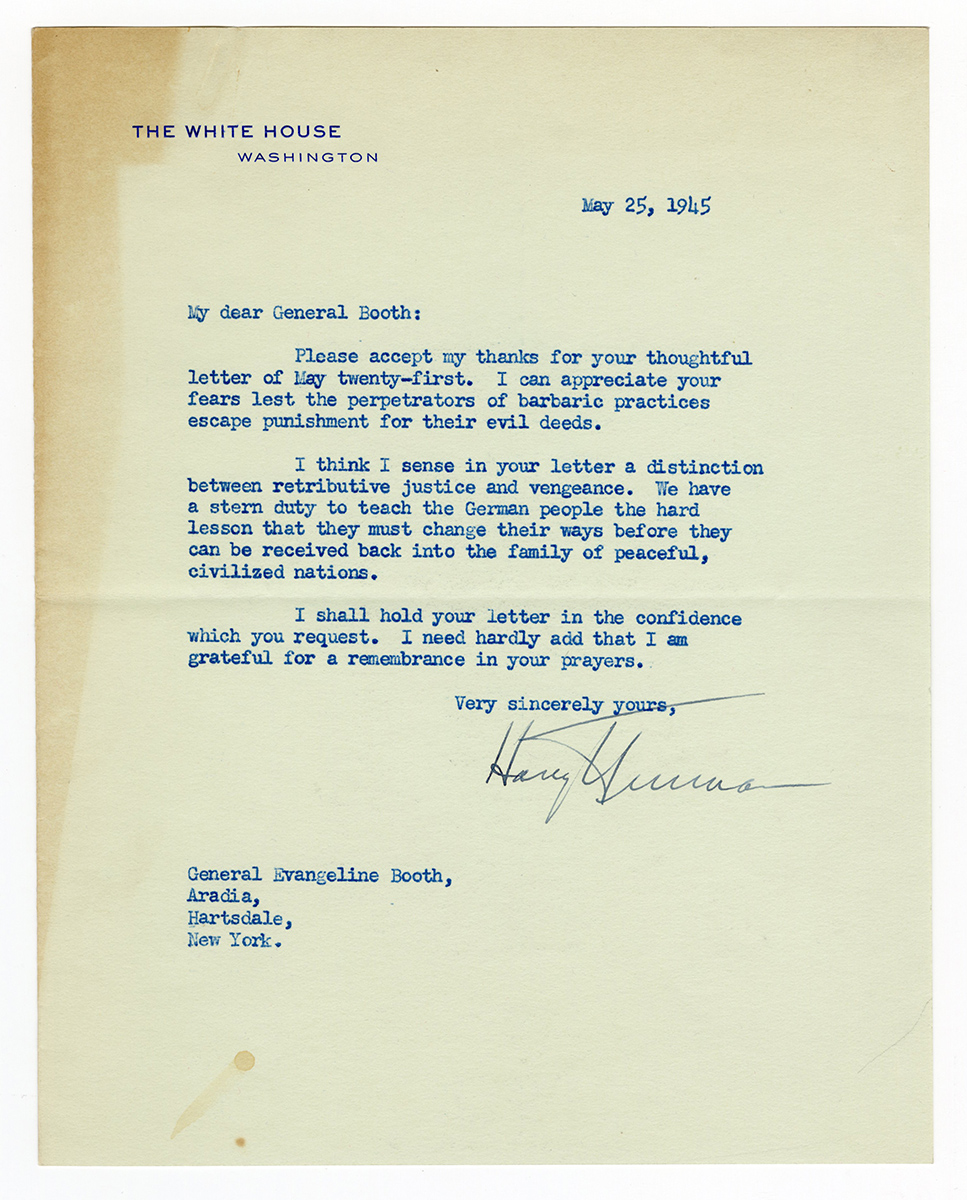 THE WHITE HOUSE
WASHINGTON
May 25, 1945
My dear General Booth:
Please accept my thanks for your thoughtful
letter of May twenty-first. I can appreciate your
fears lest the perpetrators of barbaric practices
escape punishment for their evil deeds.
I think I sense in your letter a distinction
between retributive justice and vengeance. We have
a stern duty to teach the German people the hard
lesson that they must change their ways before they
can be received back into the family of peaceful,
civilized nations.
I shall hold your letter in the confidence
which you request. I need hardly add that I am
grateful for a remembrance in your prayers.
Very sincerely yours,
Harry Truman
General Evangeline Booth,
Aradia,
Hartsdale,
New York.